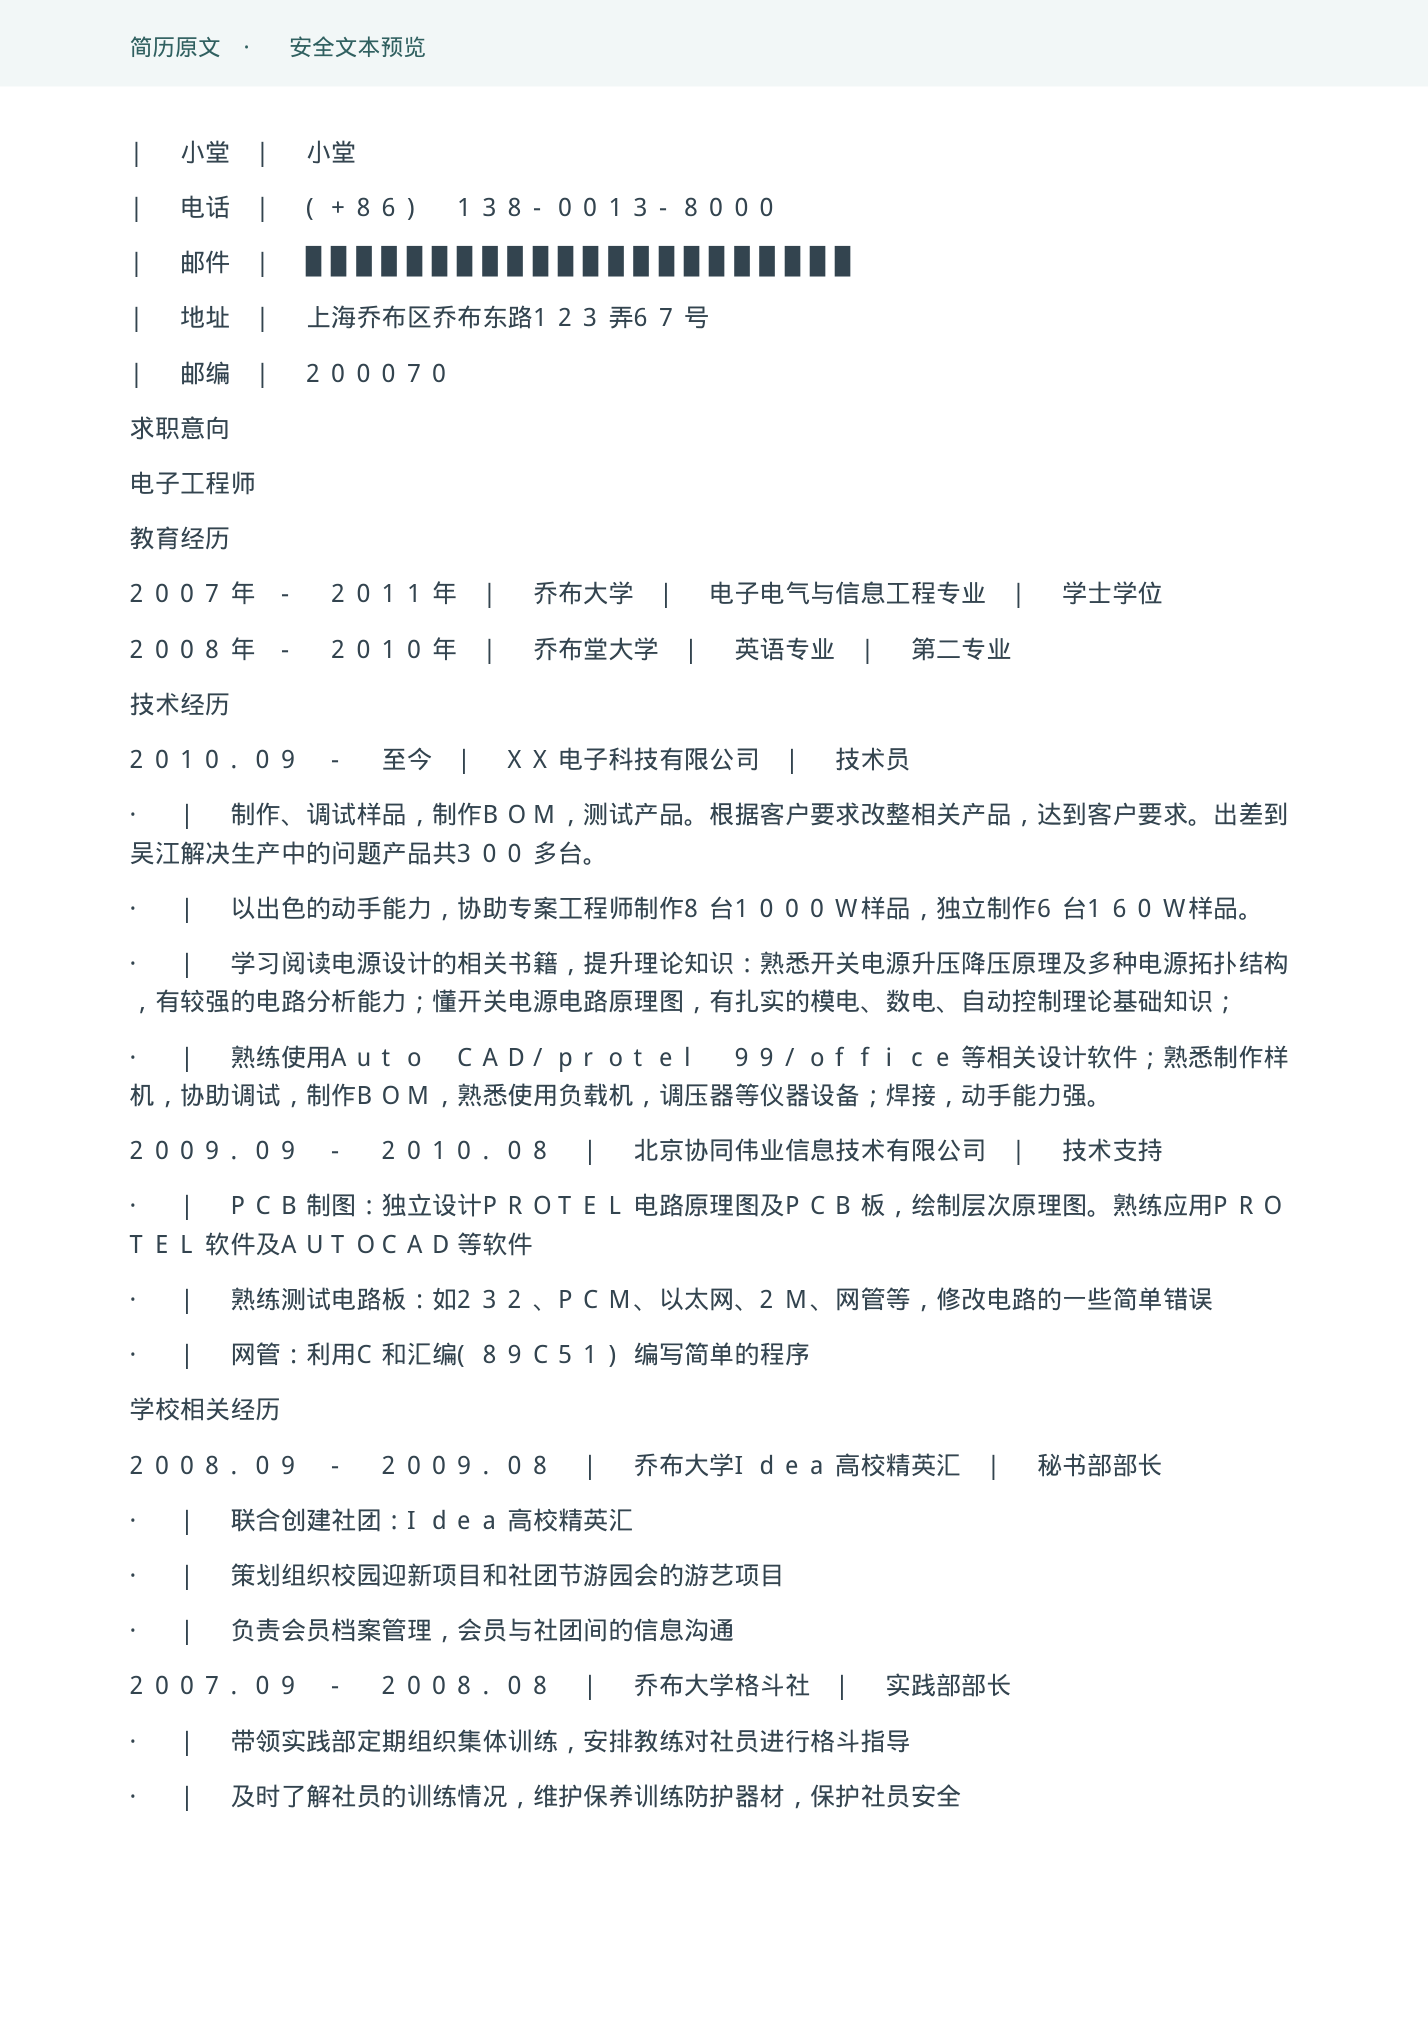 简历原文 · 安全文本预览
| 小堂 | 小堂
| 电话 | (+86) 138-0013-8000
| 邮件 |
| 地址 | 上海乔布区乔布东路123弄67号
| 邮编 | 200070
求职意向
电子工程师
教育经历
2007年 - 2011年 | 乔布大学 | 电子电气与信息工程专业 | 学士学位
2008年 - 2010年 | 乔布堂大学 | 英语专业 | 第二专业
技术经历
2010.09 - 至今 | XX电子科技有限公司 | 技术员
· | 制作、调试样品,制作BOM,测试产品。根据客户要求改整相关产品,达到客户要求。出差到
吴江解决生产中的问题产品共300多台。
· | 以出色的动手能力,协助专案工程师制作8台1000W样品,独立制作6台160W样品。
· | 学习阅读电源设计的相关书籍,提升理论知识:熟悉开关电源升压降压原理及多种电源拓扑结构
,有较强的电路分析能力;懂开关电源电路原理图,有扎实的模电、数电、自动控制理论基础知识;
· | 熟练使用Auto CAD/protel 99/office等相关设计软件;熟悉制作样
机,协助调试,制作BOM,熟悉使用负载机,调压器等仪器设备;焊接,动手能力强。
2009.09 - 2010.08 | 北京协同伟业信息技术有限公司 | 技术支持
· | PCB制图:独立设计PROTEL电路原理图及PCB板,绘制层次原理图。熟练应用PRO
TEL软件及AUTOCAD等软件
· | 熟练测试电路板:如232、PCM、以太网、2M、网管等,修改电路的一些简单错误
· | 网管:利用C和汇编(89C51)编写简单的程序
学校相关经历
2008.09 - 2009.08 | 乔布大学Idea高校精英汇 | 秘书部部长
· | 联合创建社团:Idea高校精英汇
· | 策划组织校园迎新项目和社团节游园会的游艺项目
· | 负责会员档案管理,会员与社团间的信息沟通
2007.09 - 2008.08 | 乔布大学格斗社 | 实践部部长
· | 带领实践部定期组织集体训练,安排教练对社员进行格斗指导
· | 及时了解社员的训练情况,维护保养训练防护器材,保护社员安全